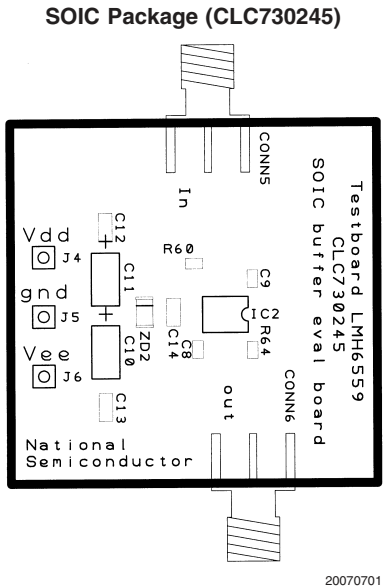 SOIC Package (CLC730245)
CONN5
In
Testboard LMH6559
CLC730245
SOIC buffer eval board
C12
Vdd
J4
R60
C11
C9
gnd
J5
IC2
ZD2
C14
C8
R64
Vee
J6
C10
out
CONN6
C13
National
Semiconductor
20070701